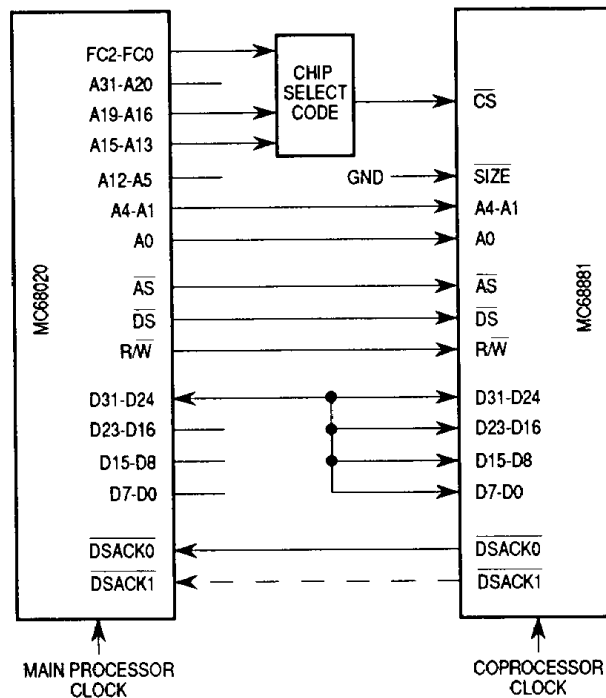 FC2-FC0
A31-A20
A19-A16
A15-A13
A12-A5
A4-A1
A0
AS
DS
R/W
D31-D24
D23-D16
D15-D8
D7-D0
DSACK0
DSACK1
MC68020
CHIP
SELECT
CODE
GND
CS
SIZE
A4-A1
A0
AS
DS
R/W
D31-D24
D23-D16
D15-D8
D7-D0
DSACK0
DSACK1
MC68881
MAIN PROCESSOR
CLOCK
COPROCESSOR
CLOCK